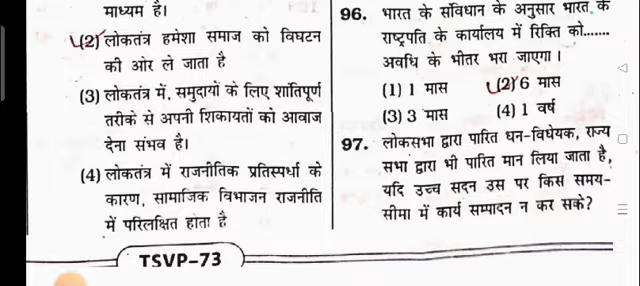 माध्यम है।
(2) लोकतंत्र हमेशा समाज को विघटन
की ओर ले जाता है
(3) लोकतंत्र में, समुदायों के लिए शांतिपूर्ण
तरीके से अपनी शिकायतों को आवाज
देना संभव है।
(4) लोकतंत्र में राजनीतिक प्रतिस्पर्धा के
कारण, सामाजिक विभाजन राजनीति
में परिलक्षित होता है
96. भारत के संविधान के अनुसार भारत के
राष्ट्रपति के कार्यालय में रिक्ति को.......
अवधि के भीतर भरा जाएगा।
(1) 1 मास (2) 6 मास
(3) 3 मास (4) 1 वर्ष
97. लोकसभा द्वारा पारित धन-विधेयक, राज्य
सभा द्वारा भी पारित मान लिया जाता है,
यदि उच्च सदन उस पर किस समय-
सीमा में कार्य सम्पादन न कर सके?
TSVP-73